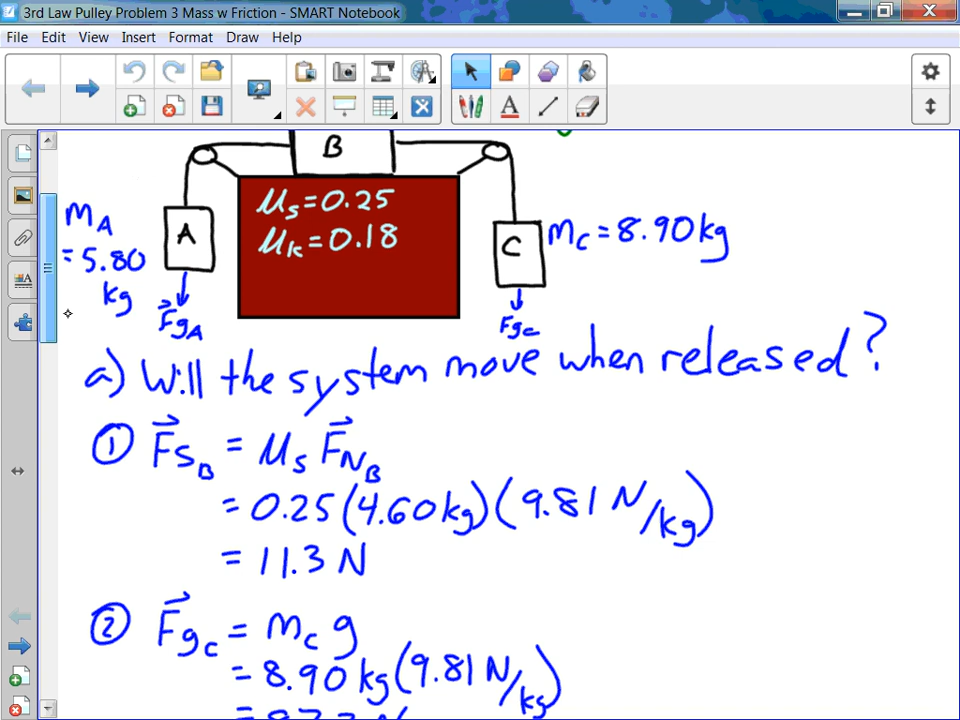 3rd Law Pulley Problem 3 Mass w Friction - SMART Notebook
File Edit View Insert Format Draw Help
B
μs = 0.25
μk = 0.18
A
C
mA
= 5.80
kg
mC = 8.90 kg
FgA
Fgc
a) Will the system move when released?
① FsB = μs FNB
= 0.25 (4.60 kg) (9.81 N/kg)
= 11.3 N
② Fgc = mc g
= 8.90 kg (9.81 N/kg)